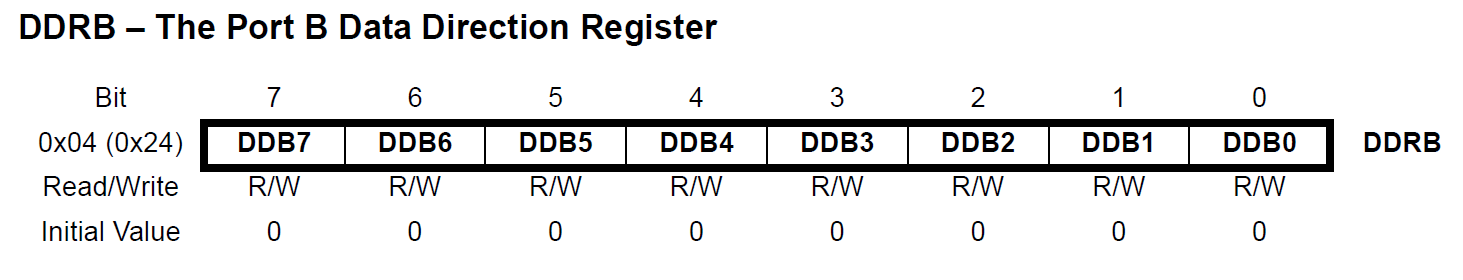 DDRB – The Port B Data Direction Register
Bit 7 6 5 4 3 2 1 0
0x04 (0x24) DDB7 DDB6 DDB5 DDB4 DDB3 DDB2 DDB1 DDB0 DDRB
Read/Write R/W R/W R/W R/W R/W R/W R/W R/W
Initial Value 0 0 0 0 0 0 0 0